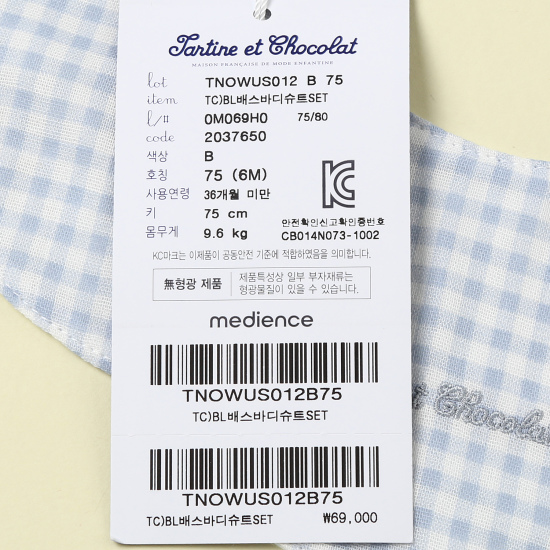 Tartine et Chocolat
MAISON FRANÇAISE DE MODE ENFANTINE
lot TNOWUS012 B 75
item TC)BL배스바디슈트SET
l/# 0M069H0 75/80
code 2037650
색상 B
호칭 75 (6M)
사용연령 36개월 미만
키 75 cm
몸무게 9.6 kg
안전확인신고확인증번호
CB014N073-1002
KC마크는 이제품이 공동안전 기준에 적합하였음을 의미합니다.
無형광 제품
제품특성상 일부 부자재류는
형광물질이 있을 수 있습니다.
medience
TNOWUS012B75
TC)BL배스바디슈트SET
TNOWUS012B75
TC)BL배스바디슈트SET ₩69,000
et Chocolat